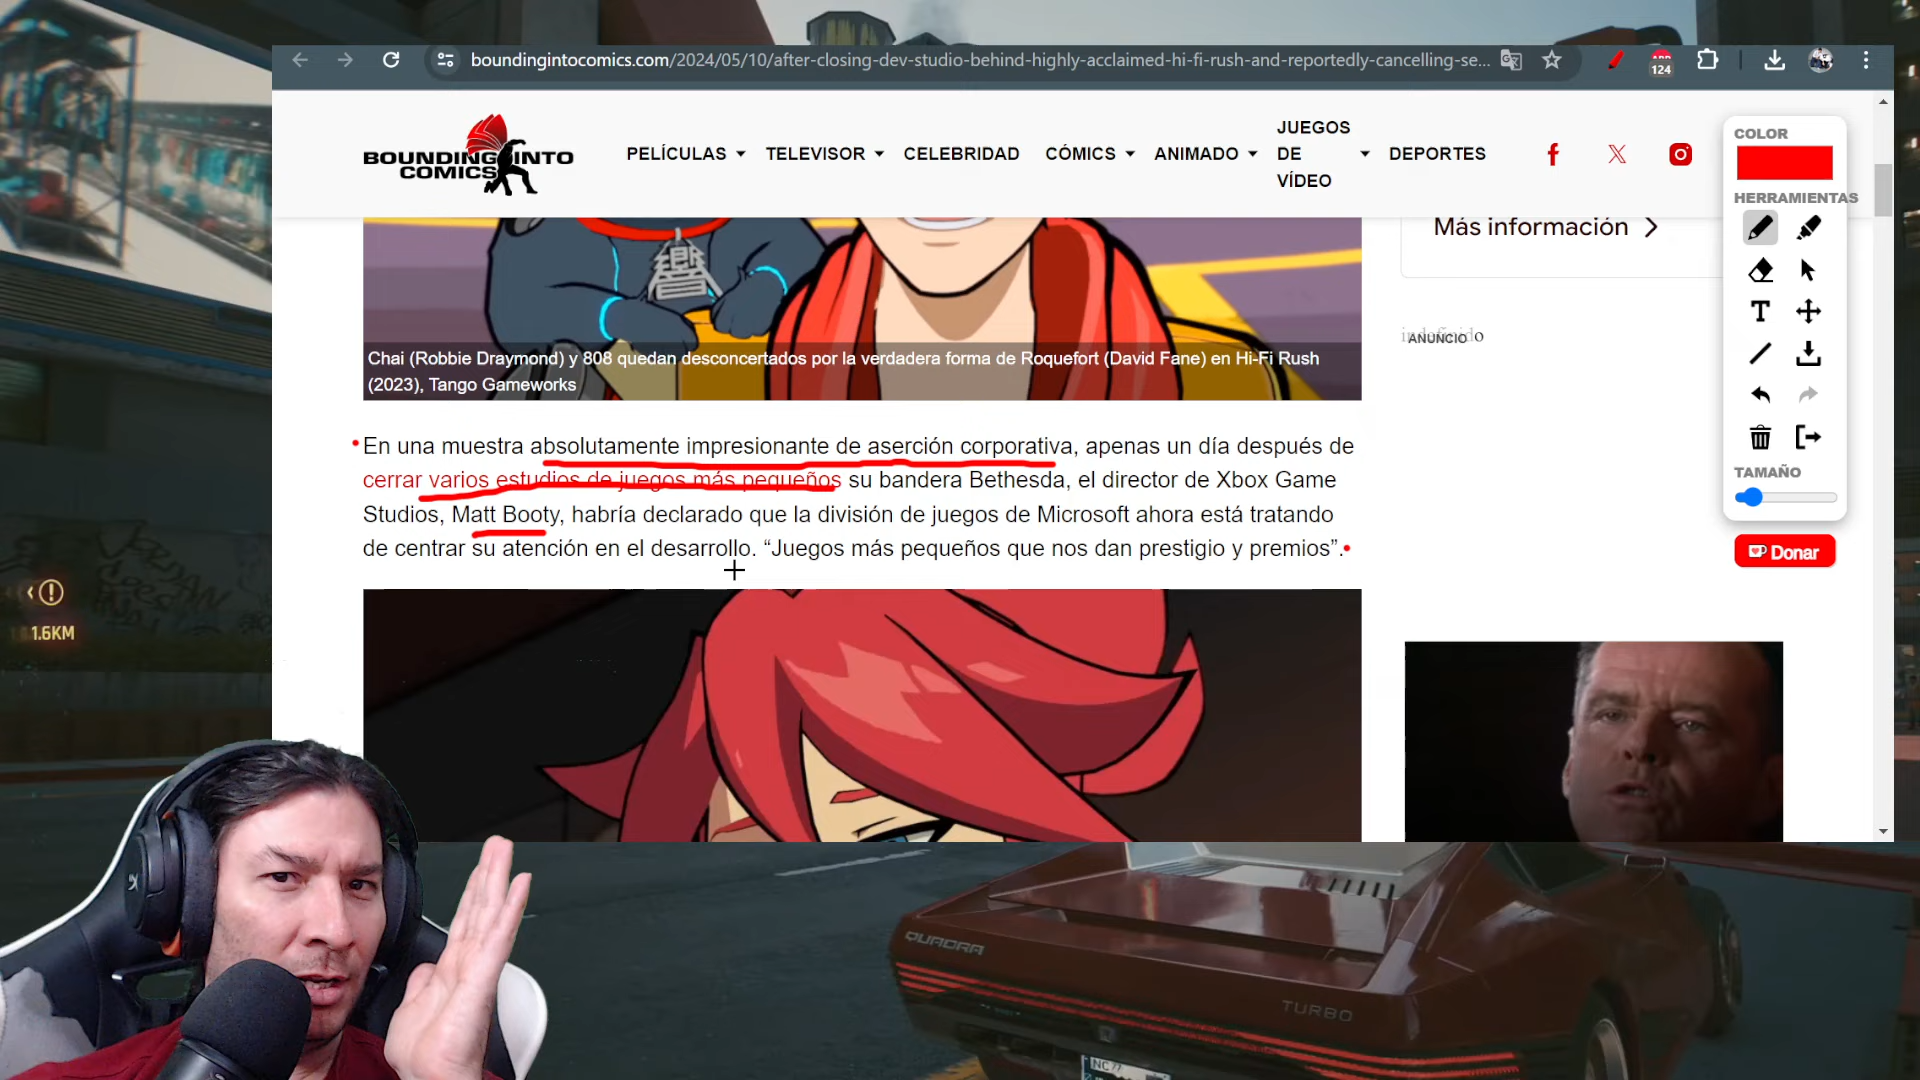 boundingintocomics.com/2024/05/10/after-closing-dev-studio-behind-highly-acclaimed-hi-fi-rush-and-reportedly-cancelling-se...
124
BOUNDING INTO
COMICS
PELÍCULAS
TELEVISOR
CELEBRIDAD
CÓMICS
ANIMADO
JUEGOS
DE
VÍDEO
DEPORTES
COLOR
HERRAMIENTAS
TAMAÑO
Donar
Más información
indefinido
ANUNCIO
響
Chai (Robbie Draymond) y 808 quedan desconcertados por la verdadera forma de Roquefort (David Fane) en Hi-Fi Rush
(2023), Tango Gameworks
En una muestra absolutamente impresionante de aserción corporativa, apenas un día después de
cerrar varios estudios de juegos más pequeños su bandera Bethesda, el director de Xbox Game
Studios, Matt Booty, habría declarado que la división de juegos de Microsoft ahora está tratando
de centrar su atención en el desarrollo. “Juegos más pequeños que nos dan prestigio y premios”.
1.6KM
QUADRA
TURBO
NC77